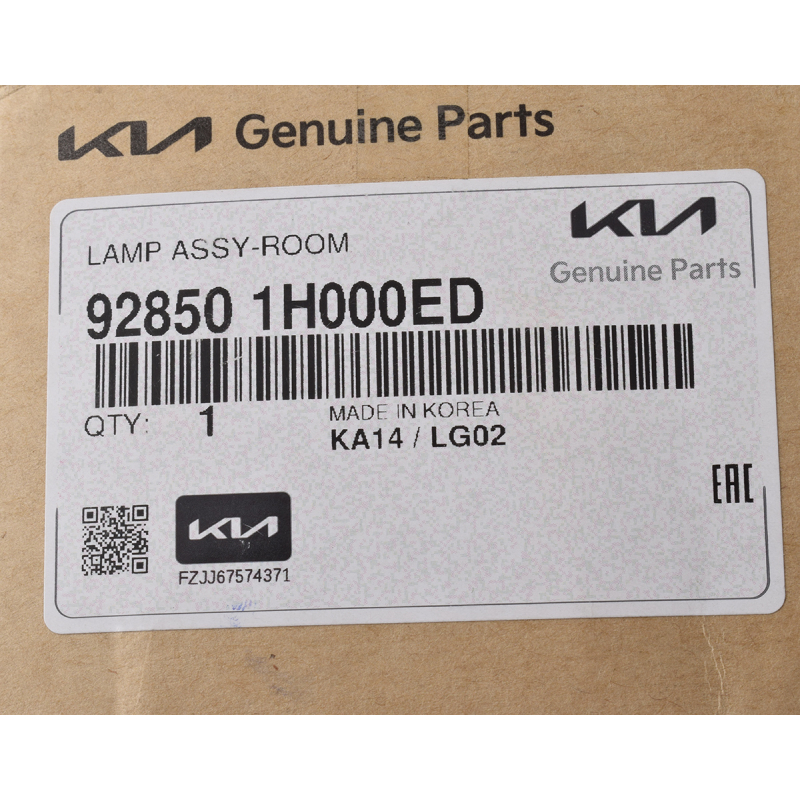 KIA Genuine Parts
KIA
Genuine Parts
LAMP ASSY-ROOM
92850 1H000ED
QTY: 1
MADE IN KOREA
KA14 / LG02
EAC
KIA
FZJJ67574371